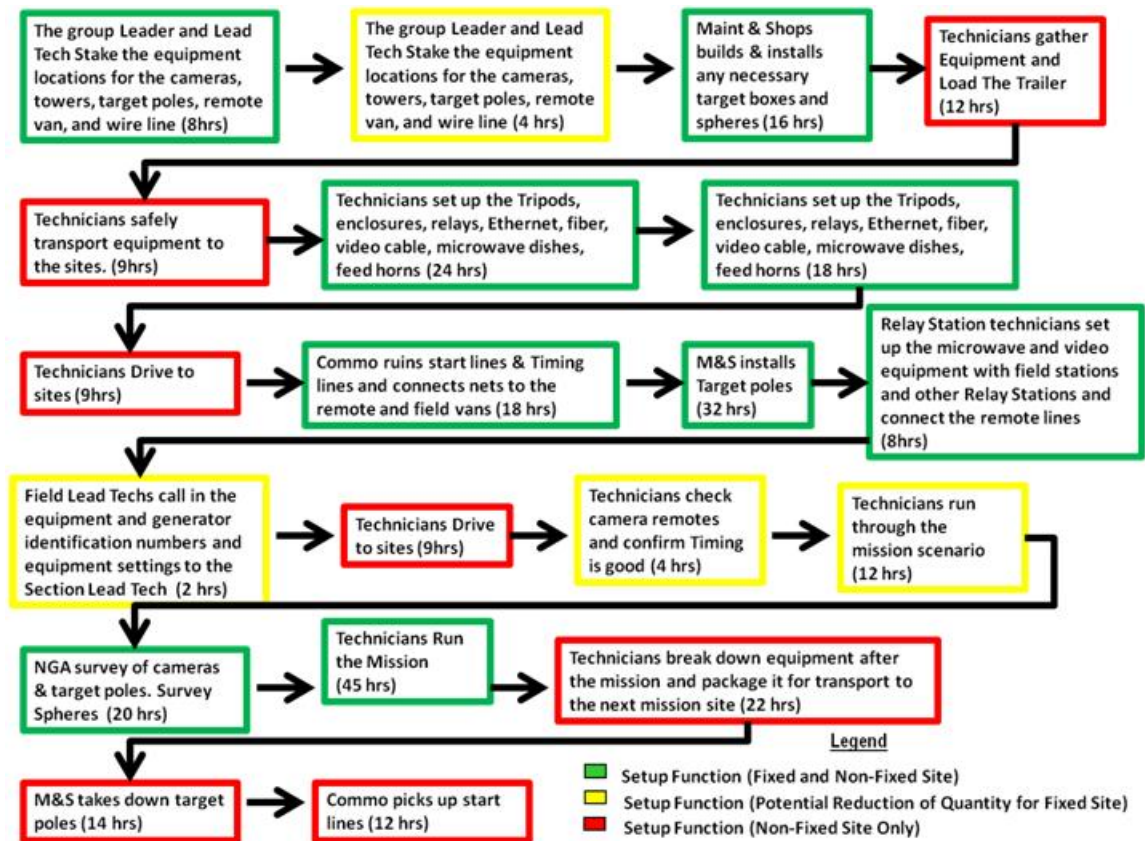 The group Leader and Lead
Tech Stake the equipment
locations for the cameras,
towers, target poles, remote
van, and wire line (8hrs)
The group Leader and Lead
Tech Stake the equipment
locations for the cameras,
towers, target poles, remote
van, and wire line (4 hrs)
Maint & Shops
builds & installs
any necessary
target boxes and
spheres (16 hrs)
Technicians gather
Equipment and
Load The Trailer
(12 hrs)
Technicians safely
transport equipment to
the sites. (9hrs)
Technicians set up the Tripods,
enclosures, relays, Ethernet, fiber,
video cable, microwave dishes,
feed horns (24 hrs)
Technicians set up the Tripods,
enclosures, relays, Ethernet, fiber,
video cable, microwave dishes,
feed horns (18 hrs)
Technicians Drive to
sites (9hrs)
Commo ruins start lines & Timing
lines and connects nets to the
remote and field vans (18 hrs)
M&S installs
Target poles
(32 hrs)
Relay Station technicians set
up the microwave and video
equipment with field stations
and other Relay Stations and
connect the remote lines
(8hrs)
Field Lead Techs call in the
equipment and generator
identification numbers and
equipment settings to the
Section Lead Tech (2 hrs)
Technicians Drive
to sites (9hrs)
Technicians check
camera remotes
and confirm Timing
is good (4 hrs)
Technicians run
through the
mission scenario
(12 hrs)
NGA survey of cameras
& target poles. Survey
Spheres (20 hrs)
Technicians Run
the Mission
(45 hrs)
Technicians break down equipment after
the mission and package it for transport to
the next mission site (22 hrs)
M&S takes down target
poles (14 hrs)
Commo picks up start
lines (12 hrs)
Legend
Setup Function (Fixed and Non-Fixed Site)
Setup Function (Potential Reduction of Quantity for Fixed Site)
Setup Function (Non-Fixed Site Only)